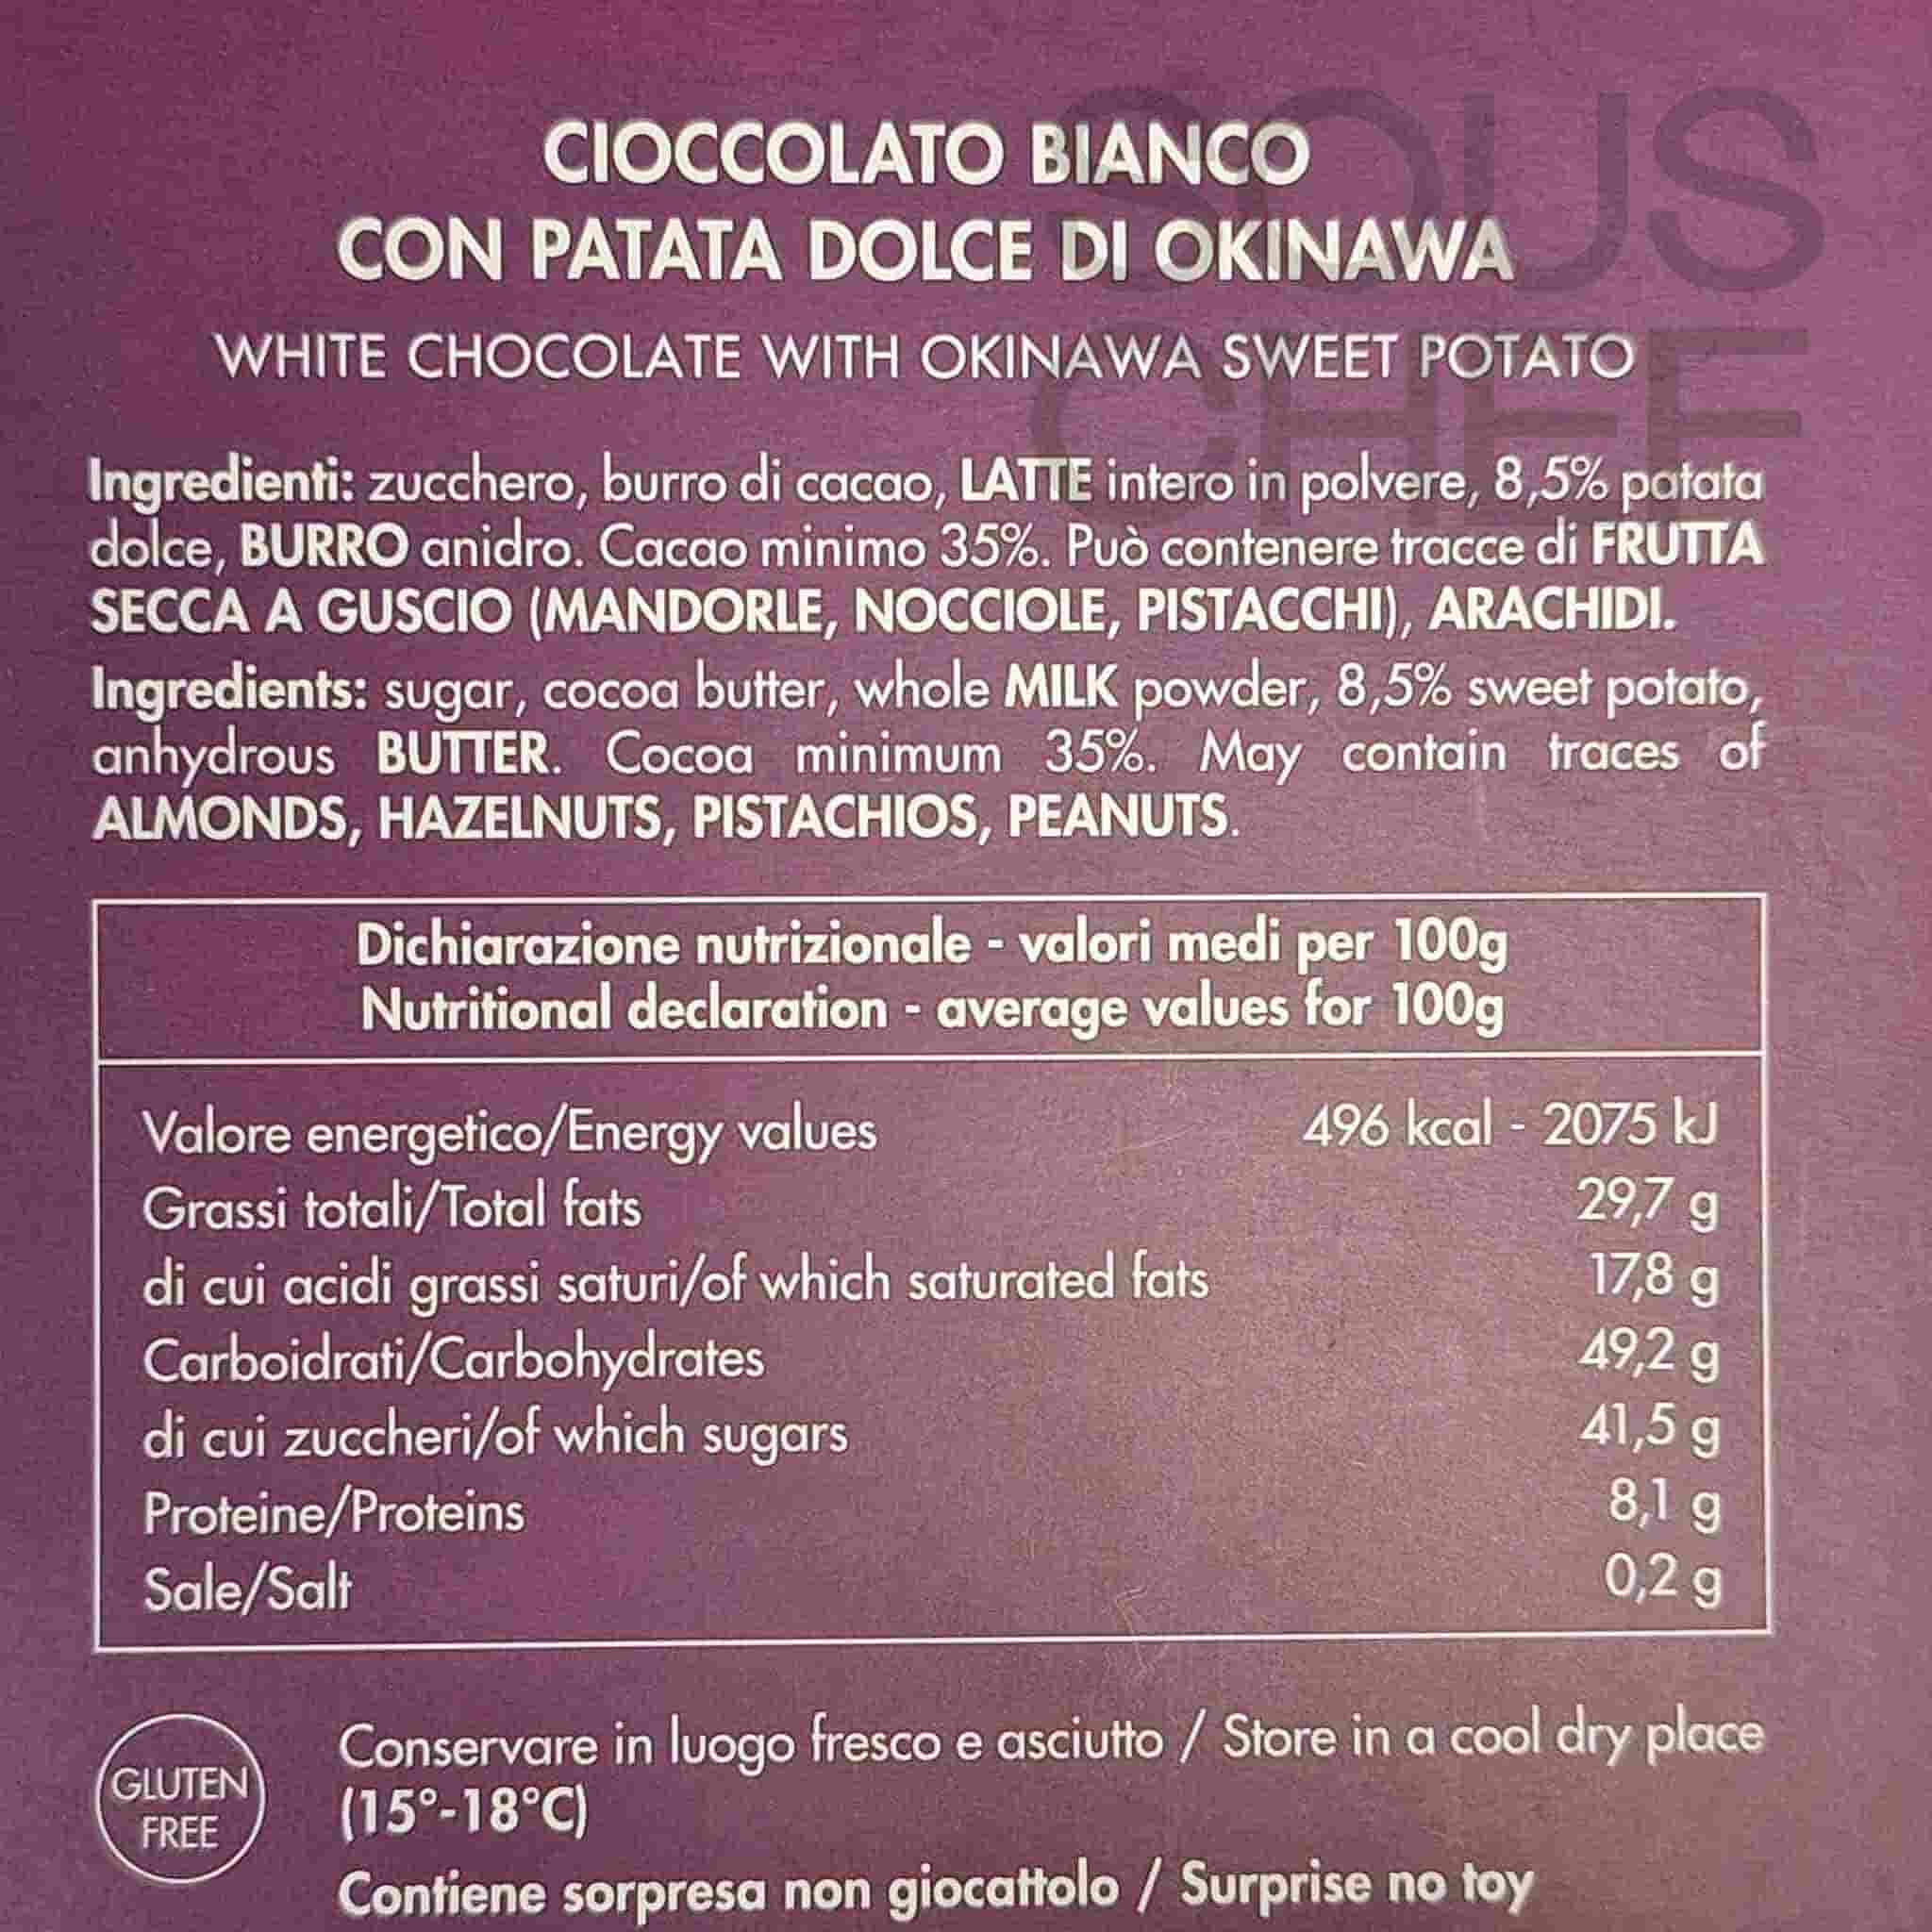 SOUS
CHEF
CIOCCOLATO BIANCO
CON PATATA DOLCE DI OKINAWA
WHITE CHOCOLATE WITH OKINAWA SWEET POTATO
Ingredienti: zucchero, burro di cacao, LATTE intero in polvere, 8,5% patata
dolce, BURRO anidro. Cacao minimo 35%. Può contenere tracce di FRUTTA
SECCA A GUSCIO (MANDORLE, NOCCIOLE, PISTACCHI), ARACHIDI.
Ingredients: sugar, cocoa butter, whole MILK powder, 8,5% sweet potato,
anhydrous BUTTER. Cocoa minimum 35%. May contain traces of
ALMONDS, HAZELNUTS, PISTACHIOS, PEANUTS.
Dichiarazione nutrizionale - valori medi per 100g
Nutritional declaration - average values for 100g
Valore energetico/Energy values 496 kcal - 2075 kJ
Grassi totali/Total fats 29,7 g
di cui acidi grassi saturi/of which saturated fats 17,8 g
Carboidrati/Carbohydrates 49,2 g
di cui zuccheri/of which sugars 41,5 g
Proteine/Proteins 8,1 g
Sale/Salt 0,2 g
GLUTEN
FREE
Conservare in luogo fresco e asciutto / Store in a cool dry place
(15°-18°C)
Contiene sorpresa non giocattolo / Surprise no toy